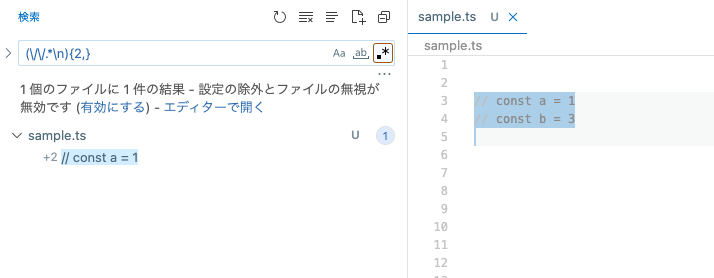 検索
(\/\/.*\n){2,}
Aa
ab
.*
…
1 個のファイルに 1 件の結果 - 設定の除外とファイルの無視が
無効です (有効にする) - エディターで開く
sample.ts U 1
+2 // const a = 1
sample.ts U
sample.ts
1
2
3 // const a = 1
4 // const b = 3
5
6
7
8
9
10
11
12
13